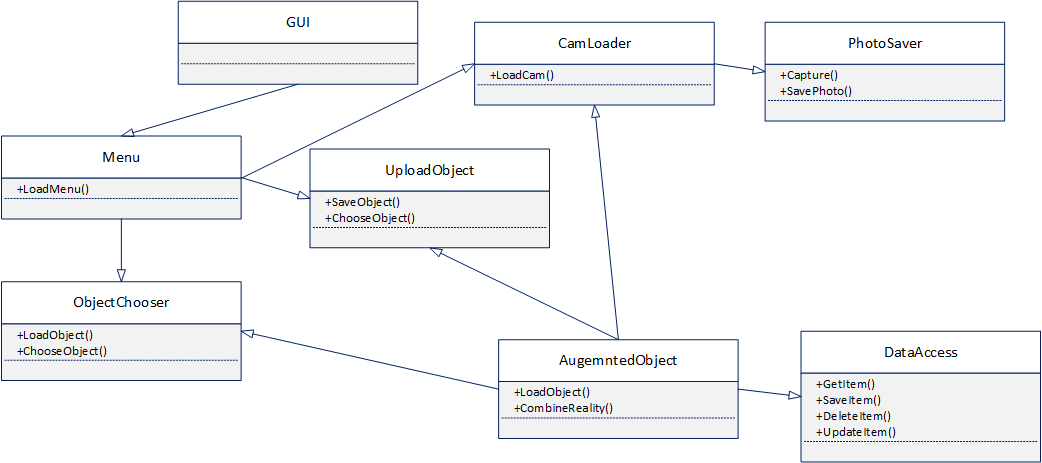 GUI
CamLoader
+LoadCam()
PhotoSaver
+Capture()
+SavePhoto()
Menu
+LoadMenu()
UploadObject
+SaveObject()
+ChooseObject()
ObjectChooser
+LoadObject()
+ChooseObject()
AugemntedObject
+LoadObject()
+CombineReality()
DataAccess
+GetItem()
+SaveItem()
+DeleteItem()
+UpdateItem()